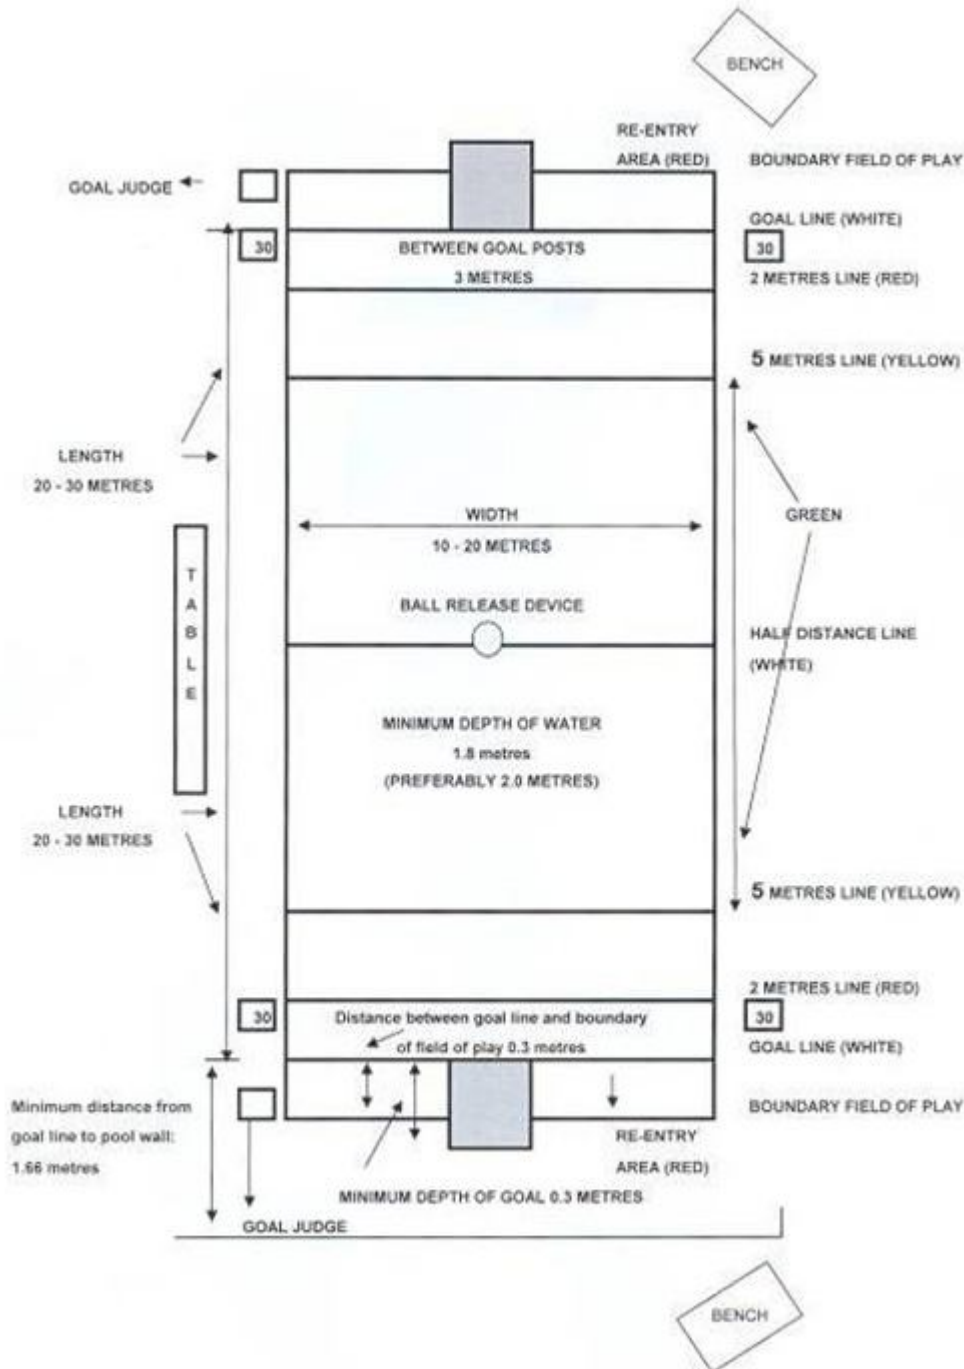 BENCH
RE-ENTRY
AREA (RED)
BOUNDARY FIELD OF PLAY
GOAL JUDGE
GOAL LINE (WHITE)
30
BETWEEN GOAL POSTS
30
3 METRES
2 METRES LINE (RED)
5 METRES LINE (YELLOW)
LENGTH
20 - 30 METRES
WIDTH
10 - 20 METRES
GREEN
TABLE
BALL RELEASE DEVICE
HALF DISTANCE LINE
(WHITE)
MINIMUM DEPTH OF WATER
1.8 metres
(PREFERABLY 2.0 METRES)
LENGTH
20 - 30 METRES
5 METRES LINE (YELLOW)
2 METRES LINE (RED)
30
Distance between goal line and boundary
of field of play 0.3 metres
30
GOAL LINE (WHITE)
Minimum distance from
goal line to pool wall:
1.66 metres
BOUNDARY FIELD OF PLAY
RE-ENTRY
AREA (RED)
MINIMUM DEPTH OF GOAL 0.3 METRES
GOAL JUDGE
BENCH